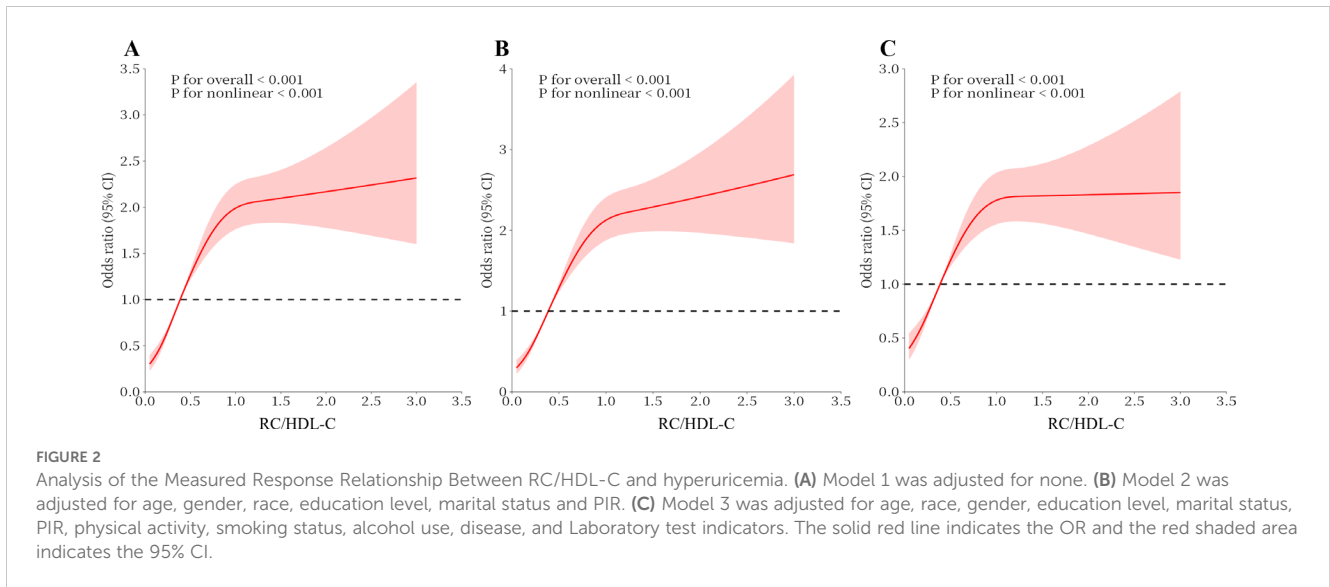 A
P for overall < 0.001
P for nonlinear < 0.001
Odds ratio (95% CI)
3.5
3.0
2.5
2.0
1.5
1.0
0.5
0.0
0.0 0.5 1.0 1.5 2.0 2.5 3.0 3.5
RC/HDL-C
B
P for overall < 0.001
P for nonlinear < 0.001
Odds ratio (95% CI)
4
3
2
1
0
0.0 0.5 1.0 1.5 2.0 2.5 3.0 3.5
RC/HDL-C
C
P for overall < 0.001
P for nonlinear < 0.001
Odds ratio (95% CI)
3.0
2.5
2.0
1.5
1.0
0.5
0.0
0.0 0.5 1.0 1.5 2.0 2.5 3.0 3.5
RC/HDL-C
FIGURE 2
Analysis of the Measured Response Relationship Between RC/HDL-C and hyperuricemia. (A) Model 1 was adjusted for none. (B) Model 2 was
adjusted for age, gender, race, education level, marital status and PIR. (C) Model 3 was adjusted for age, race, gender, education level, marital status,
PIR, physical activity, smoking status, alcohol use, disease, and Laboratory test indicators. The solid red line indicates the OR and the red shaded area
indicates the 95% CI.